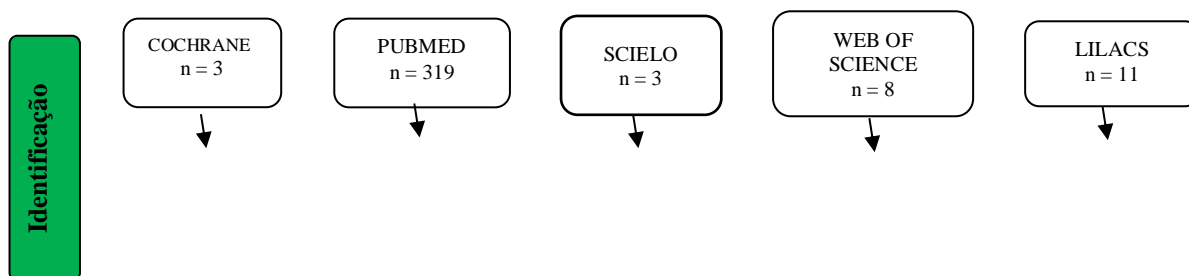 Identificação
COCHRANE
n = 3
PUBMED
n = 319
SCIELO
n = 3
WEB OF
SCIENCE
n = 8
LILACS
n = 11